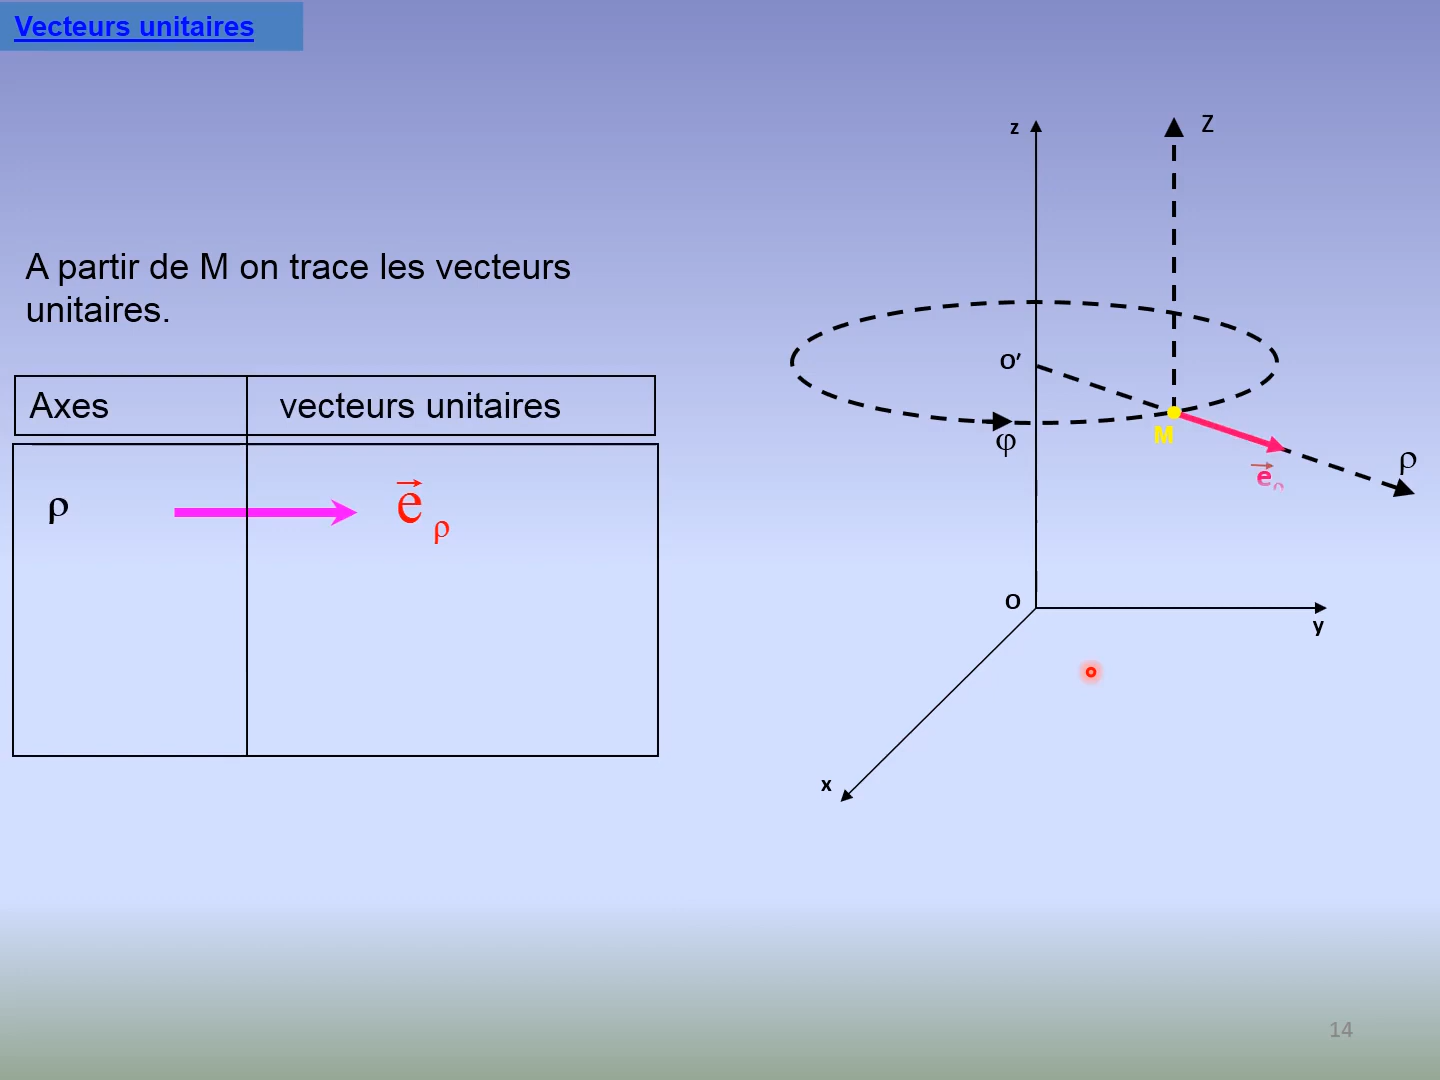 Vecteurs unitaires
A partir de M on trace les vecteurs
unitaires.
Axes vecteurs unitaires
ρ e⃗ρ
z Z
O'
φ
M
e⃗ρ
ρ
O
y
x
14